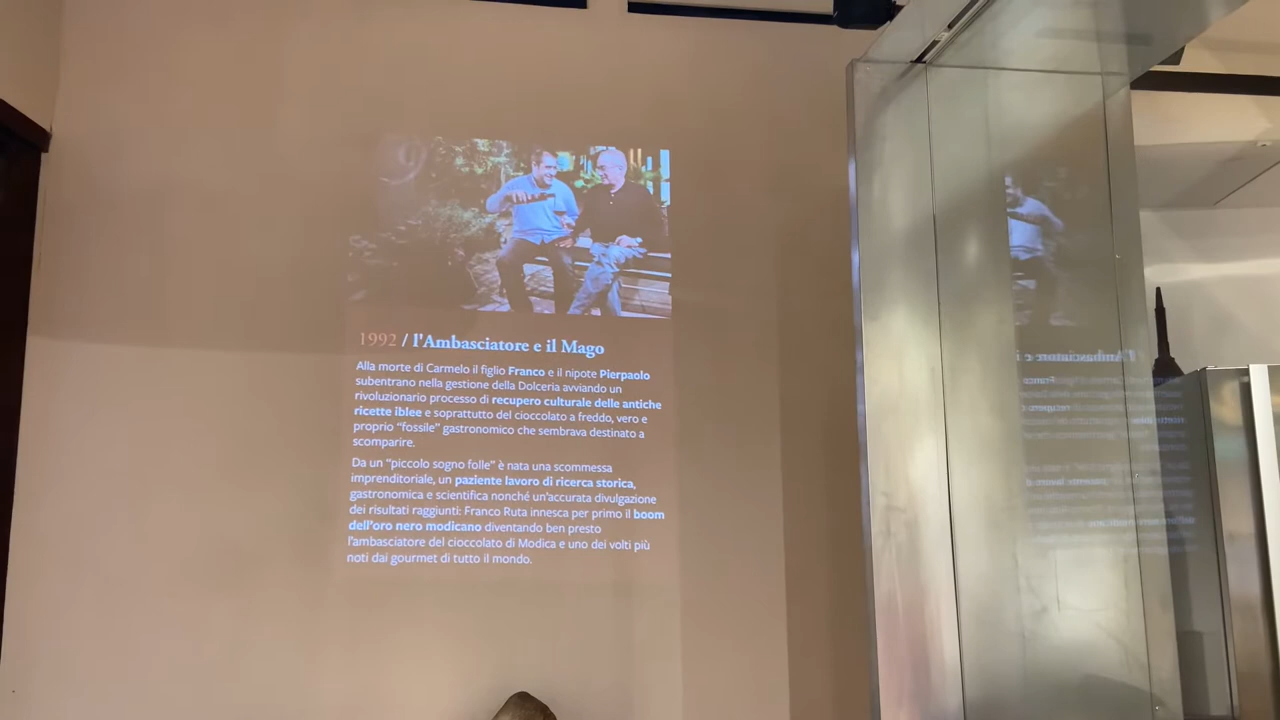 1992 / l'Ambasciatore e il Mago
Alla morte di Carmelo il figlio Franco e il nipote Pierpaolo
subentrano nella gestione della Dolceria avviando un
rivoluzionario processo di recupero culturale delle antiche
ricette iblee e soprattutto del cioccolato a freddo, vero e
proprio “fossile” gastronomico che sembrava destinato a
scomparire.
Da un “piccolo sogno folle” è nata una scommessa
imprenditoriale, un paziente lavoro di ricerca storica,
gastronomica e scientifica nonché un'accurata divulgazione
dei risultati raggiunti: Franco Ruta innesca per primo il boom
dell'oro nero modicano diventando ben presto
l'ambasciatore del cioccolato di Modica e uno dei volti più
noti dai gourmet di tutto il mondo.